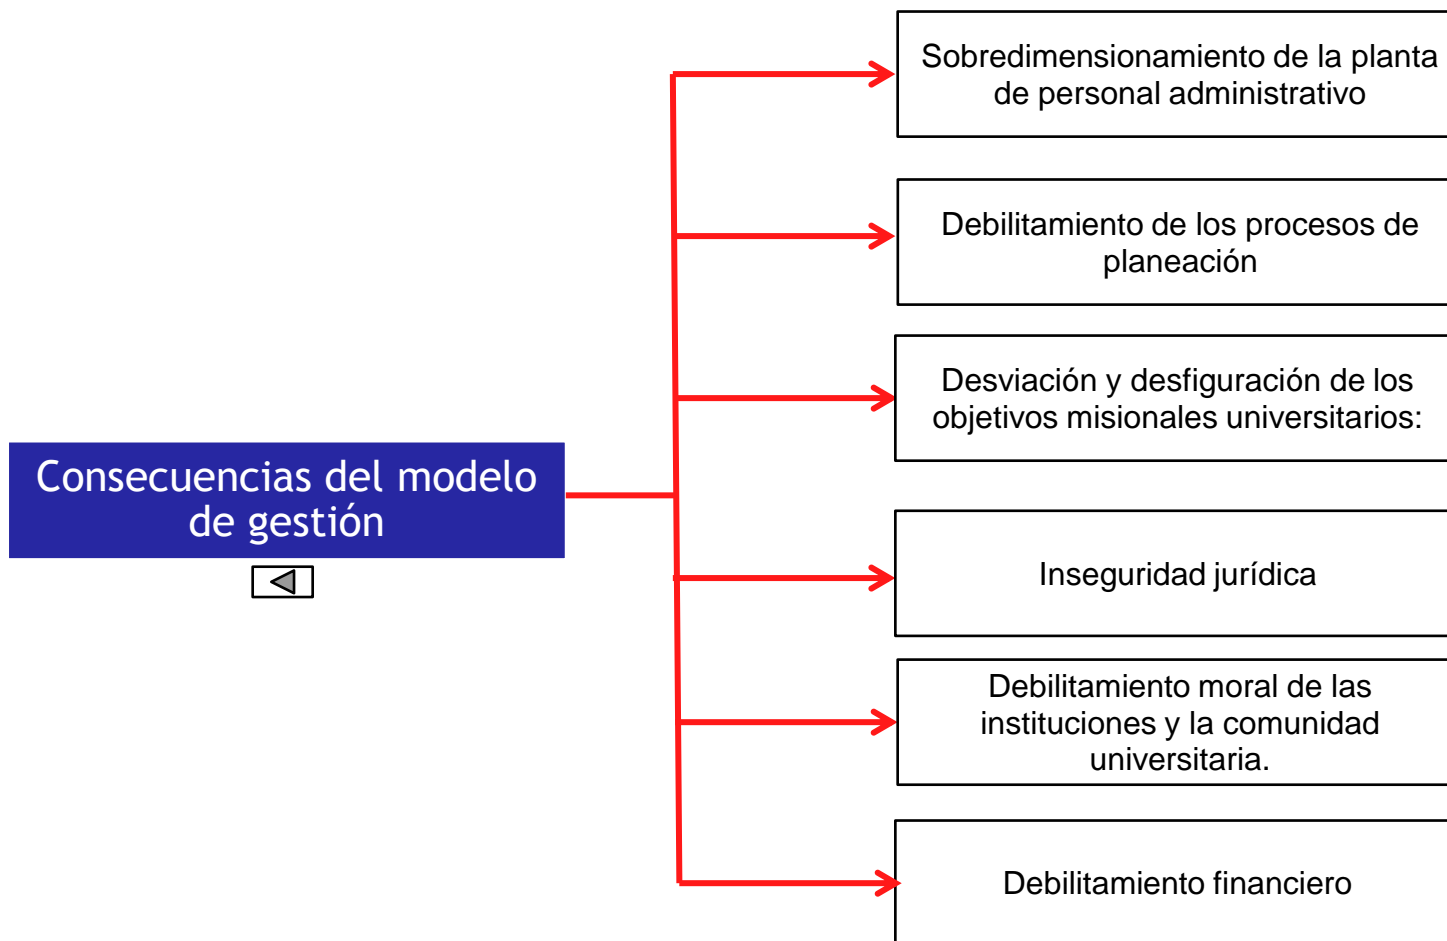 Sobredimensionamiento de la planta
de personal administrativo
Debilitamiento de los procesos de
planeación
Desviación y desfiguración de los
objetivos misionales universitarios:
Consecuencias del modelo
de gestión
Inseguridad jurídica
Debilitamiento moral de las
instituciones y la comunidad
universitaria.
Debilitamiento financiero